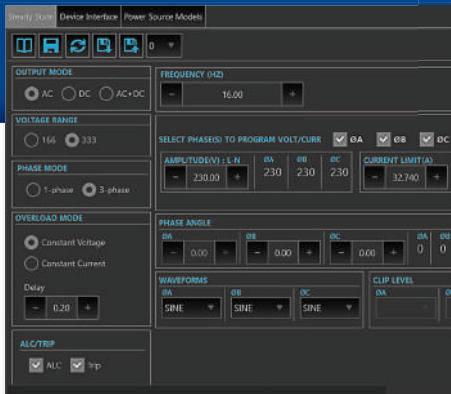 Steady State Device Interface Power Source Models
0
OUTPUT MODE
AC DC AC+DC
FREQUENCY (HZ)
- 16.00 +
VOLTAGE RANGE
166 333
SELECT PHASE(S) TO PROGRAM VOLT/CURR ØA ØB ØC
PHASE MODE
1-phase 3-phase
AMPLTUDE(V) : L-N ØA ØB ØC CURRENT LIMIT(A)
- 230.00 + 230 230 230 - 32.740 +
OVERLOAD MODE
Constant Voltage
Constant Current
Delay
- 0.20 +
PHASE ANGLE
ØA ØB ØC ØA ØB
- 0.00 + - 0.00 + - 0.00 + 0 0
WAVEFORMS CLIP LEVEL
ØA ØB ØC ØA
SINE SINE SINE
ALC/TRIP
ALC Trip